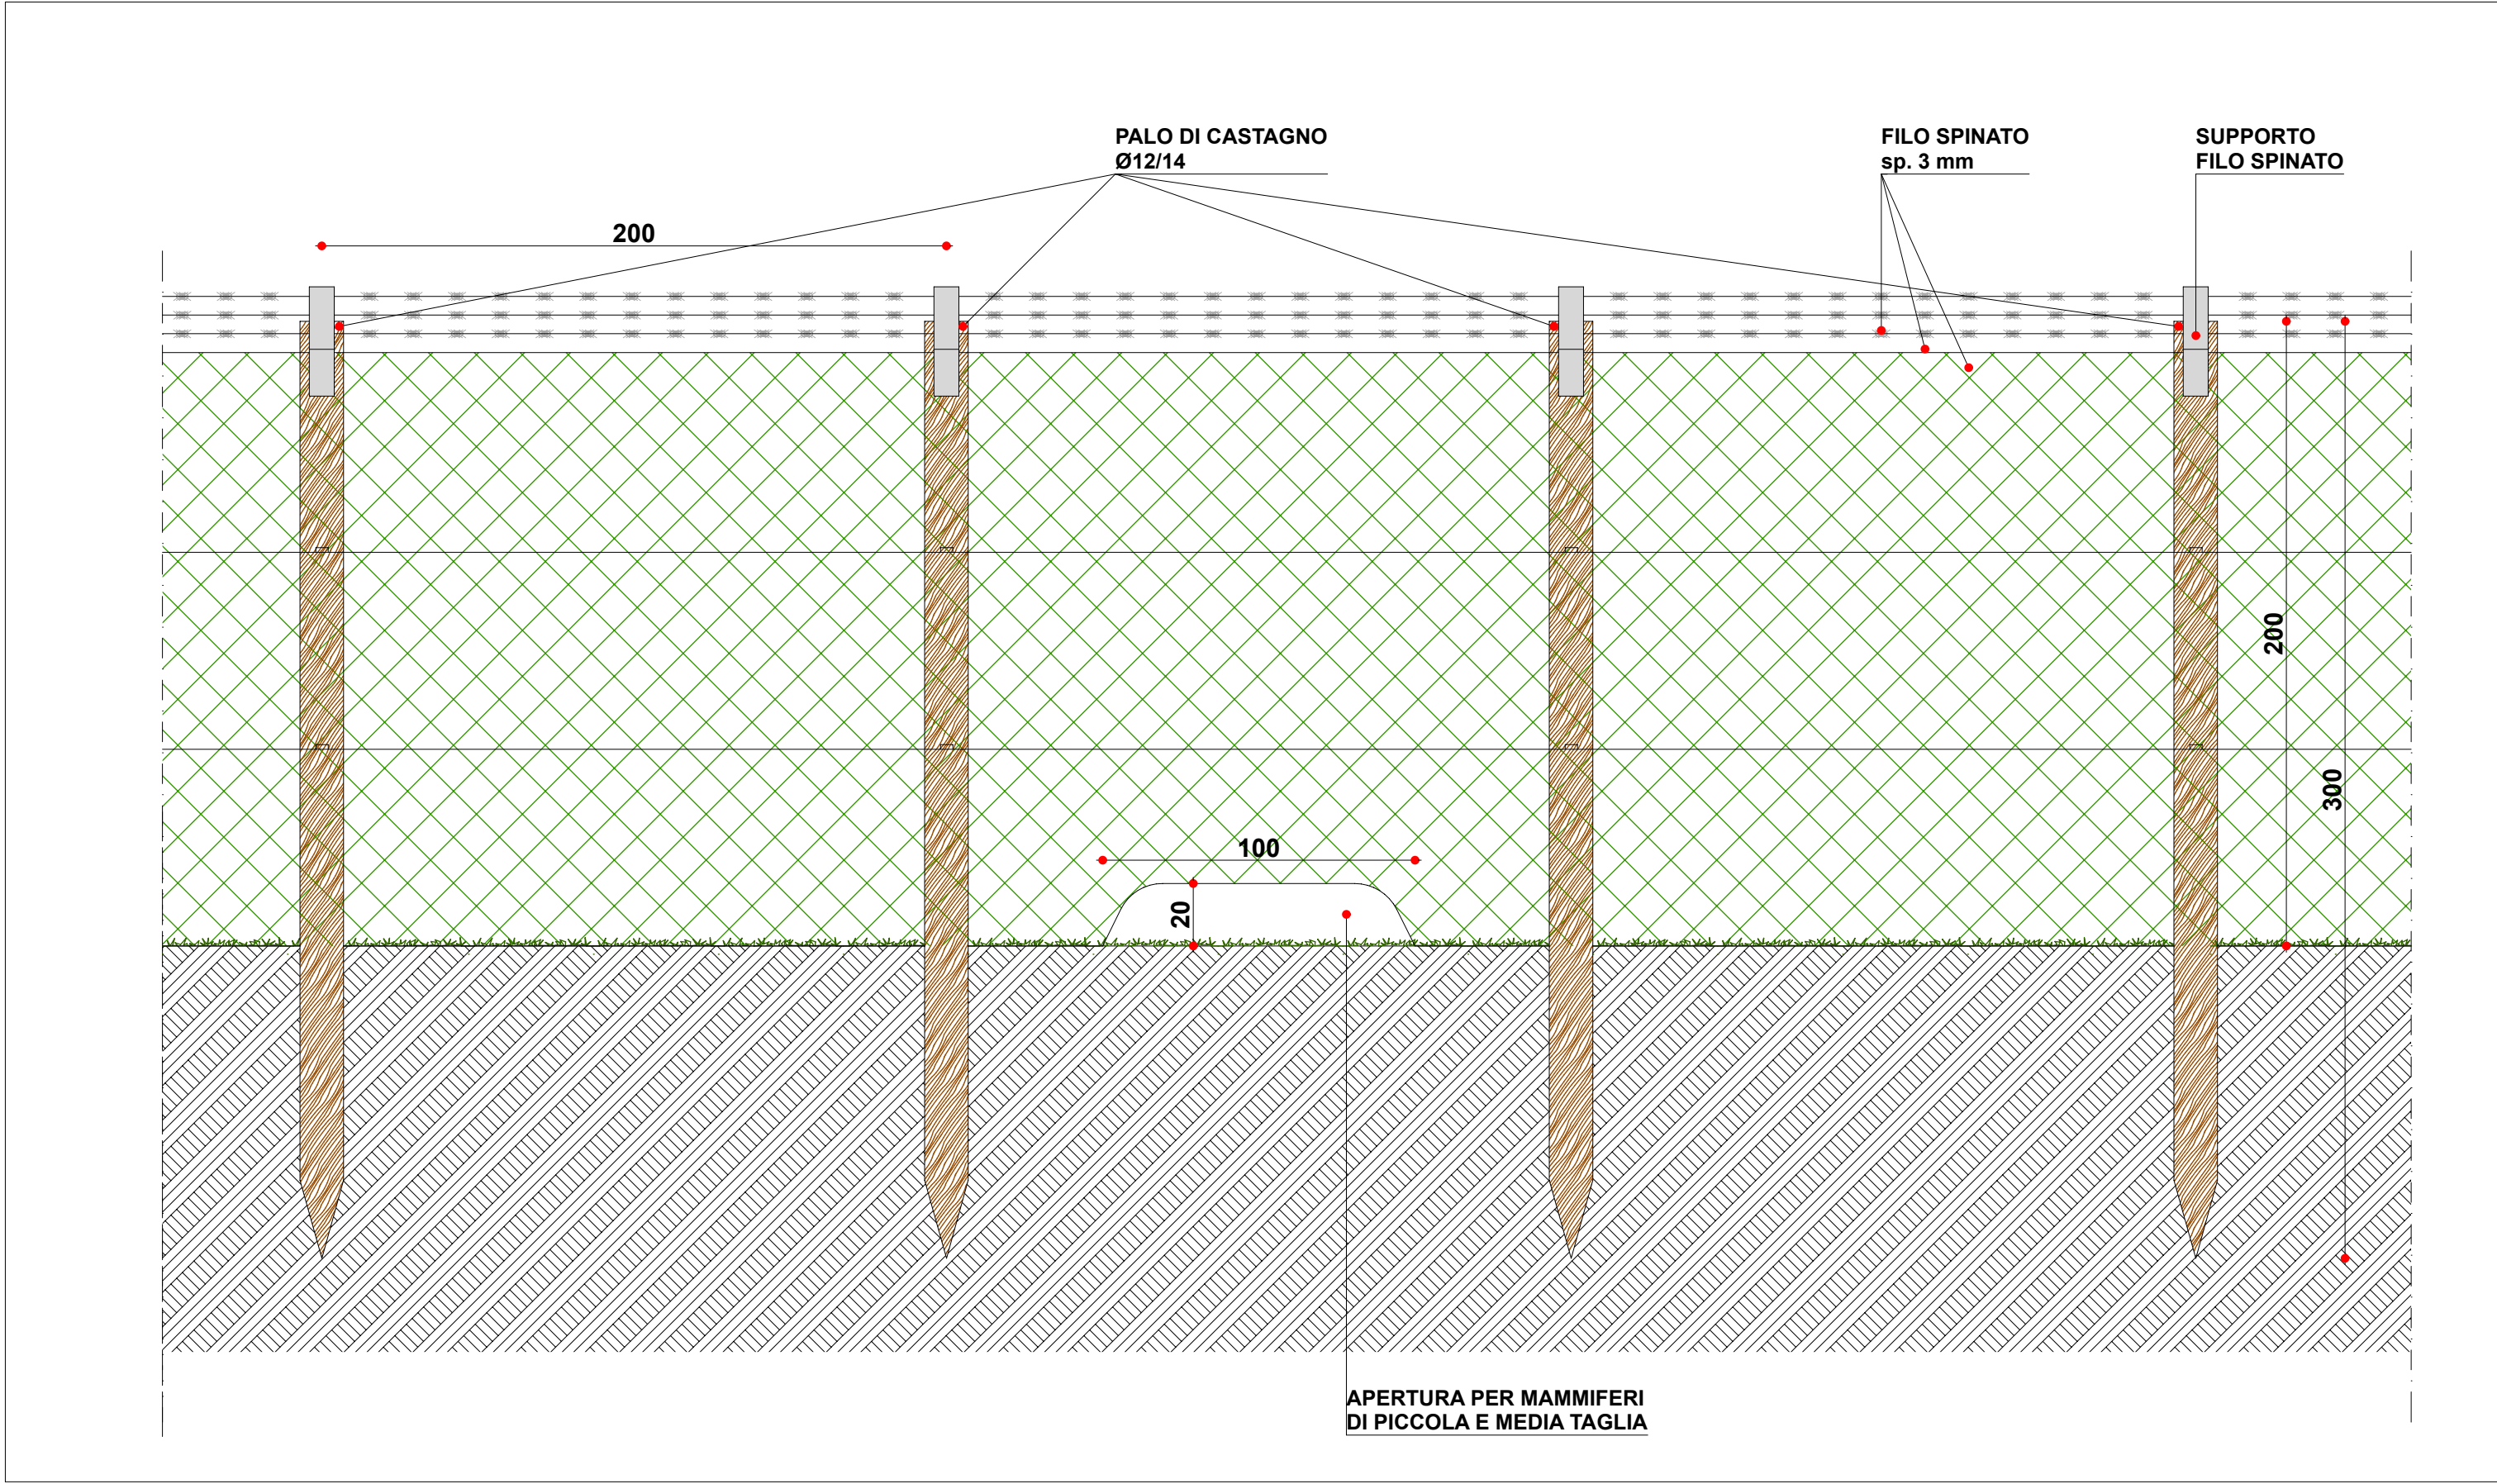 PALO DI CASTAGNO
Ø12/14
FILO SPINATO
sp. 3 mm
SUPPORTO
FILO SPINATO
200
200
300
100
20
APERTURA PER MAMMIFERI
DI PICCOLA E MEDIA TAGLIA